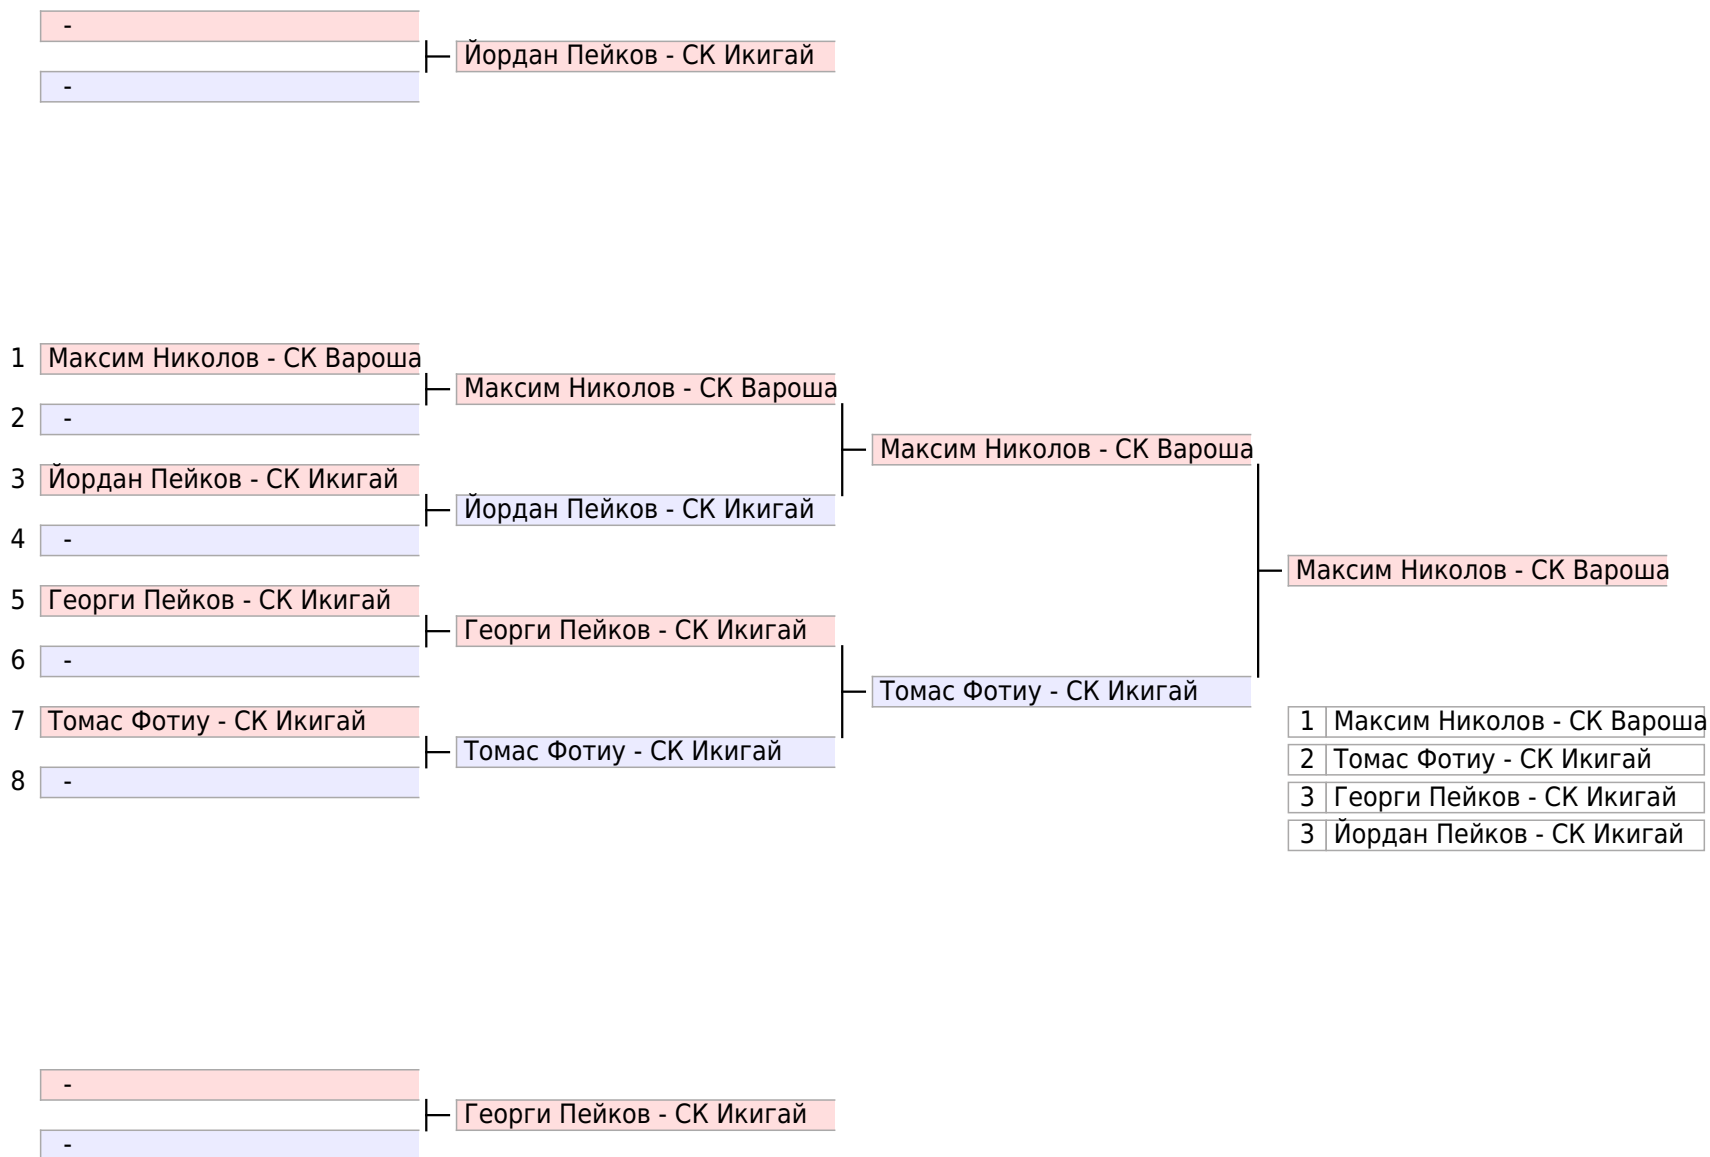 -
Йордан Пейков - СК Икигай
-
1 Максим Николов - СК Вароша
Максим Николов - СК Вароша
2 -
Максим Николов - СК Вароша
3 Йордан Пейков - СК Икигай
Йордан Пейков - СК Икигай
4 -
Максим Николов - СК Вароша
5 Георги Пейков - СК Икигай
Георги Пейков - СК Икигай
6 -
Томас Фотиу - СК Икигай
7 Томас Фотиу - СК Икигай
1 Максим Николов - СК Вароша
Томас Фотиу - СК Икигай
2 Томас Фотиу - СК Икигай
8 -
3 Георги Пейков - СК Икигай
3 Йордан Пейков - СК Икигай
-
Георги Пейков - СК Икигай
-